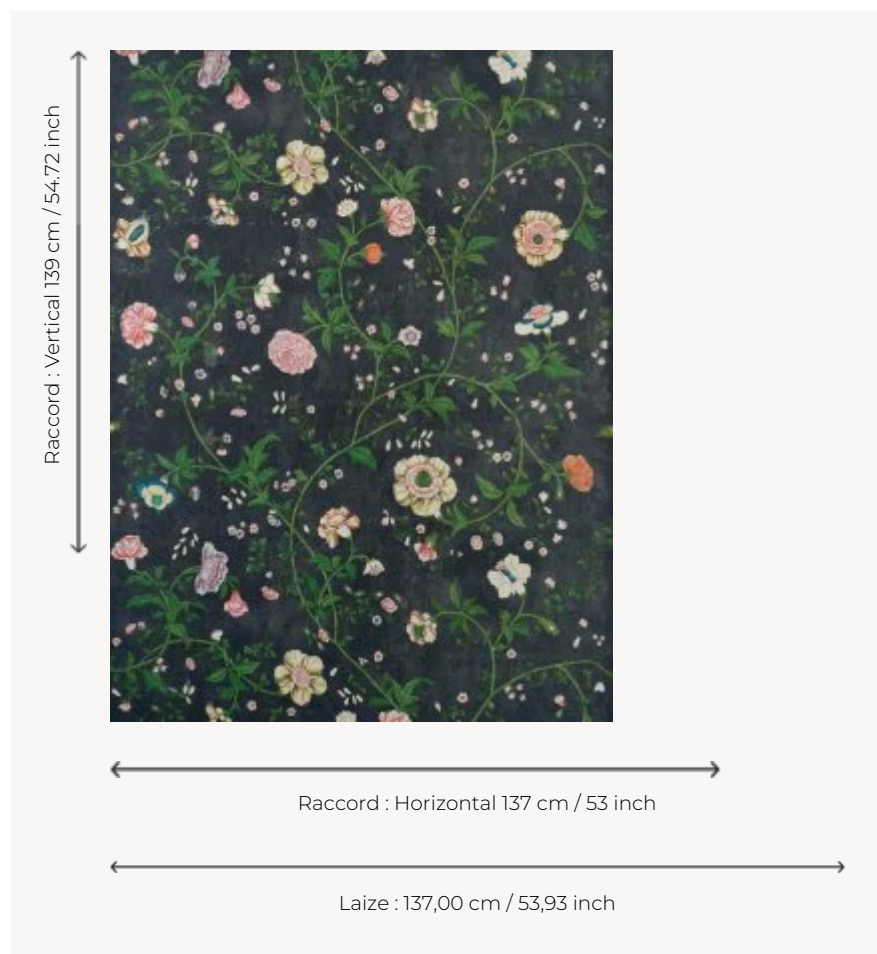 Raccord : Vertical 139 cm / 54.72 inch
Raccord : Horizontal 137 cm / 53 inch
Laize : 137,00 cm / 53,93 inch